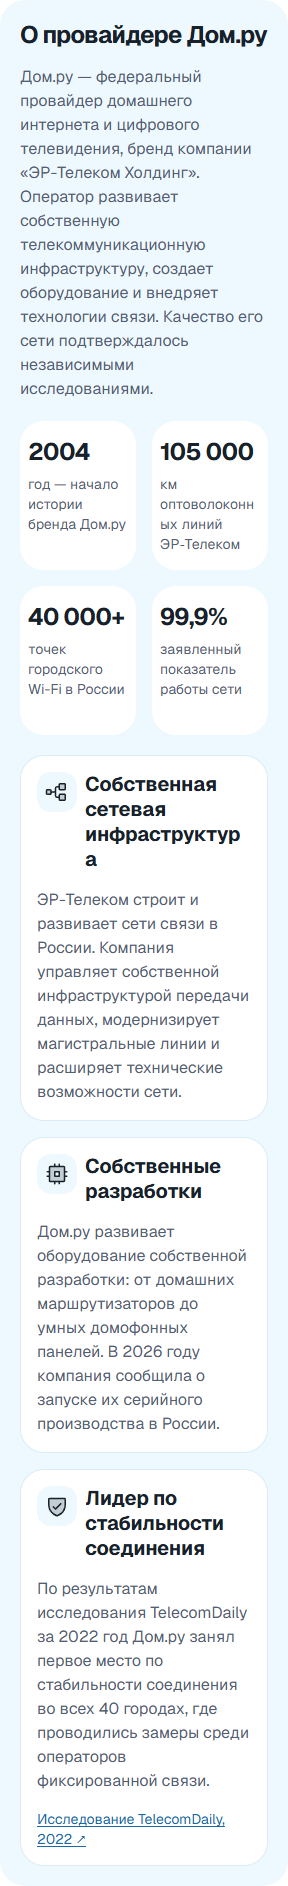 О провайдере Дом.ру
Дом.ру — федеральный
провайдер домашнего
интернета и цифрового
телевидения, бренд компании
«ЭР-Телеком Холдинг».
Оператор развивает
собственную
телекоммуникационную
инфраструктуру, создает
оборудование и внедряет
технологии связи. Качество его
сети подтверждалось
независимыми
исследованиями.
2004
год — начало
истории
бренда Дом.ру
105 000
км
оптоволоконн
ых линий
ЭР-Телеком
40 000+
точек
городского
Wi-Fi в России
99,9%
заявленный
показатель
работы сети
Собственная
сетевая
инфраструктур
а
ЭР-Телеком строит и
развивает сети связи в
России. Компания
управляет собственной
инфраструктурой передачи
данных, модернизирует
магистральные линии и
расширяет технические
возможности сети.
Собственные
разработки
Дом.ру развивает
оборудование собственной
разработки: от домашних
маршрутизаторов до
умных домофонных
панелей. В 2026 году
компания сообщила о
запуске их серийного
производства в России.
Лидер по
стабильности
соединения
По результатам
исследования TelecomDaily
за 2022 год Дом.ру занял
первое место по
стабильности соединения
во всех 40 городах, где
проводились замеры среди
операторов
фиксированной связи.
Исследование TelecomDaily,
2022 ↗